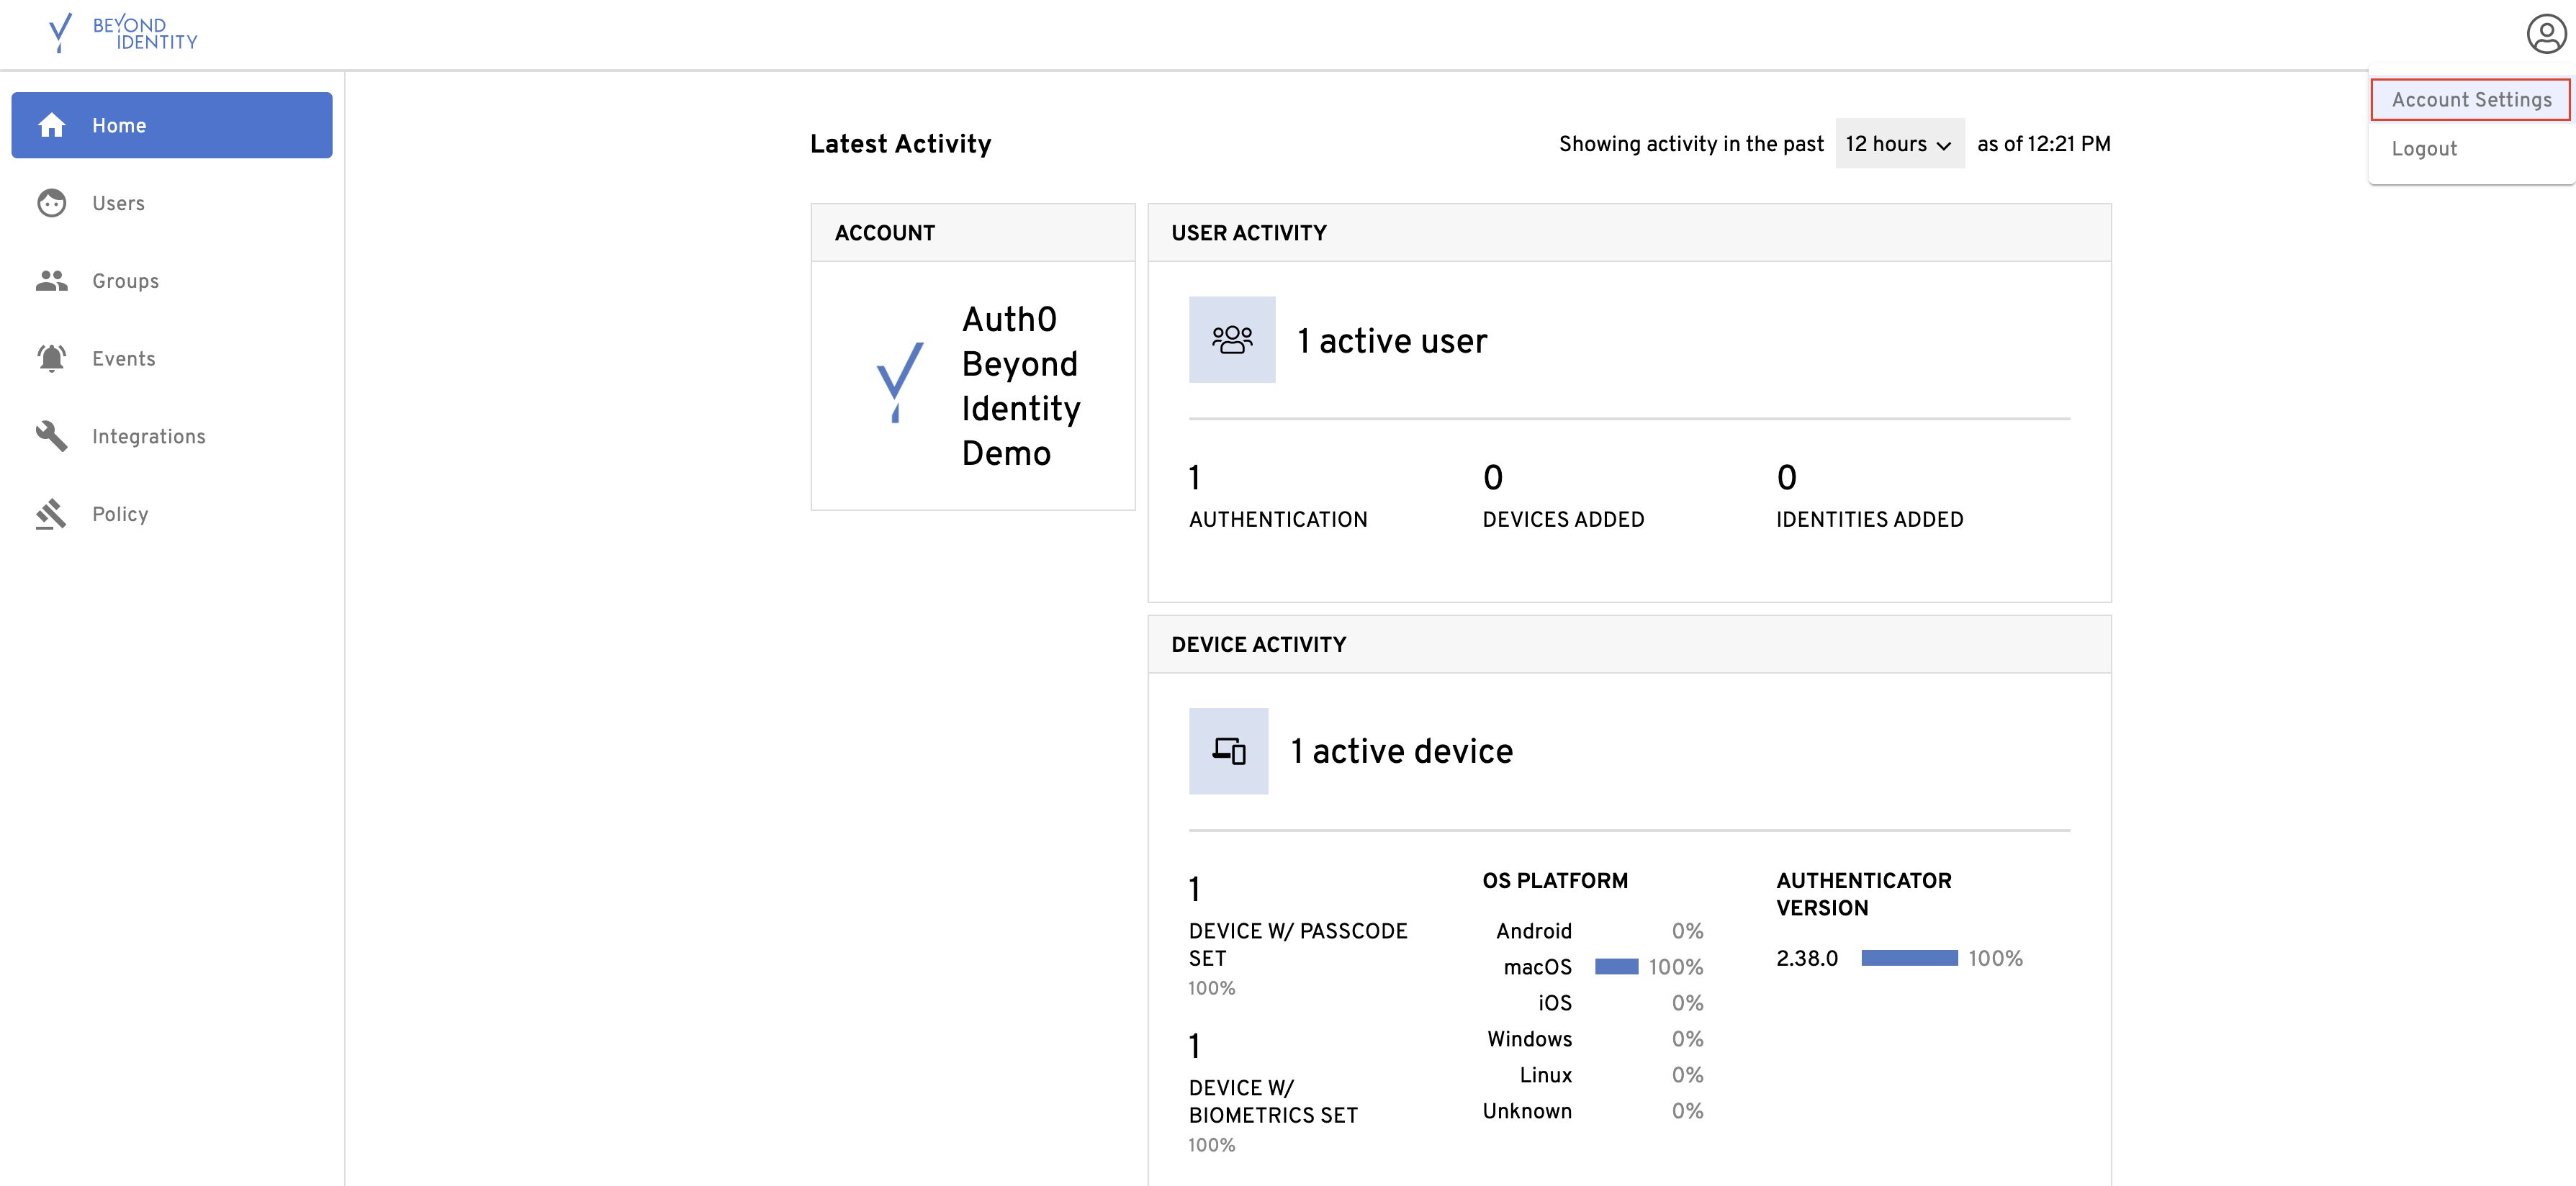 BEYOND
IDENTITY
Account Settings
Logout
Home
Users
Groups
Events
Integrations
Policy
Latest Activity
Showing activity in the past 12 hours as of 12:21 PM
ACCOUNT
Auth0
Beyond
Identity
Demo
USER ACTIVITY
1 active user
1
AUTHENTICATION
0
DEVICES ADDED
0
IDENTITIES ADDED
DEVICE ACTIVITY
1 active device
1
DEVICE W/ PASSCODE
SET
100%
1
DEVICE W/
BIOMETRICS SET
100%
OS PLATFORM
Android 0%
macOS 100%
iOS 0%
Windows 0%
Linux 0%
Unknown 0%
AUTHENTICATOR
VERSION
2.38.0 100%